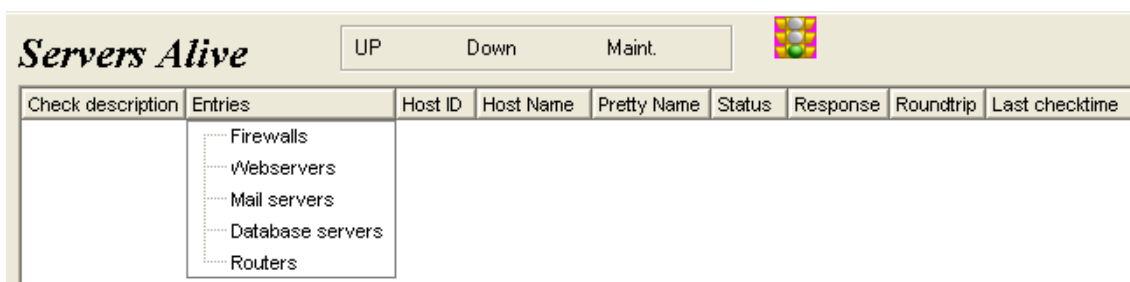 Servers Alive UP Down Maint.
Check description Entries Host ID Host Name Pretty Name Status Response Roundtrip Last checktime
Firewalls
Webservers
Mail servers
Database servers
Routers